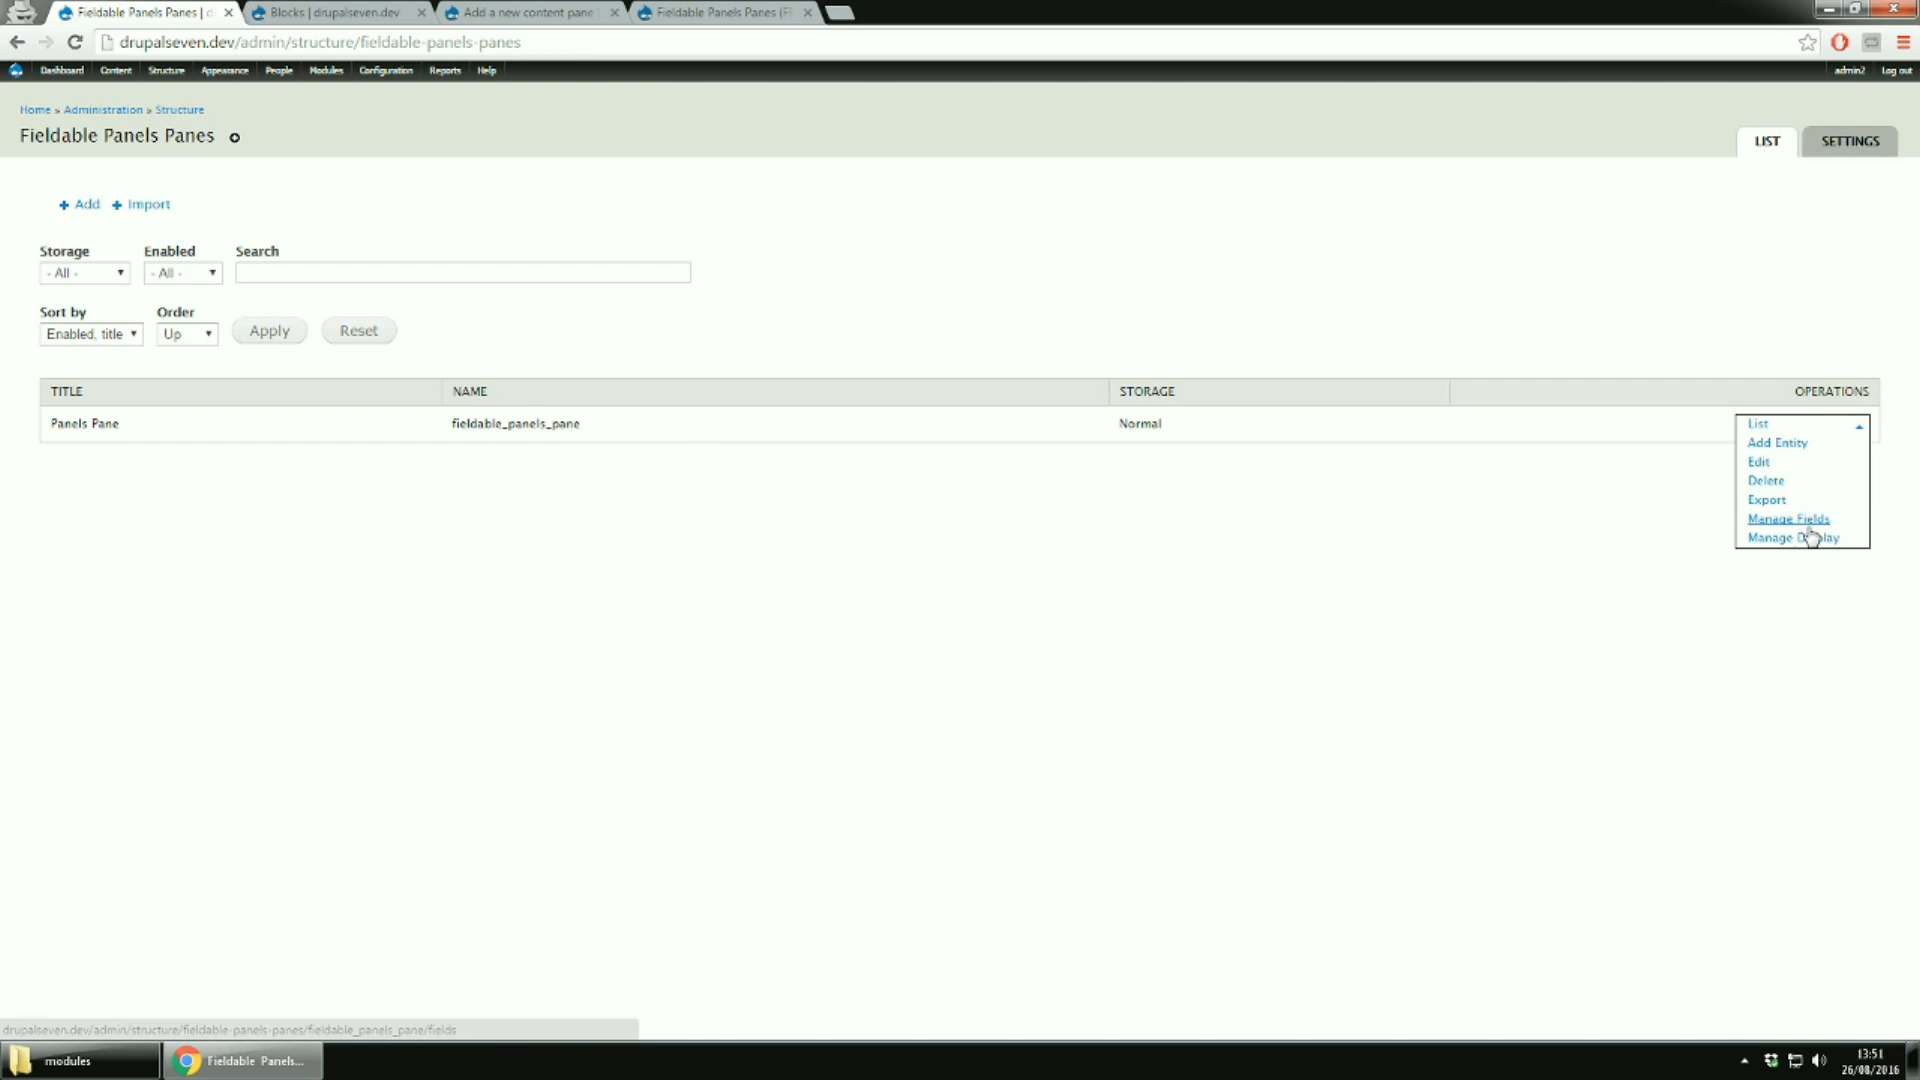 Fieldable Panels Panes | d
Blocks | drupalseven.dev
Add a new content pane
Fieldable Panels Panes (Fi
drupalseven.dev/admin/structure/fieldable-panels-panes
Dashboard Content Structure Appearance People Modules Configuration Reports Help
admin2 Log out
Home » Administration » Structure
Fieldable Panels Panes
LIST SETTINGS
Add Import
Storage Enabled Search
- All - - All -
Sort by Order
Enabled, title Up Apply Reset
TITLE NAME STORAGE OPERATIONS
Panels Pane fieldable_panels_pane Normal List
Add Entity
Edit
Delete
Export
Manage Fields
Manage
drupalseven.dev/admin/structure/fieldable-panels-panes/fieldable_panels_pane/fields
modules Fieldable Panels...
13:51
26/08/2016